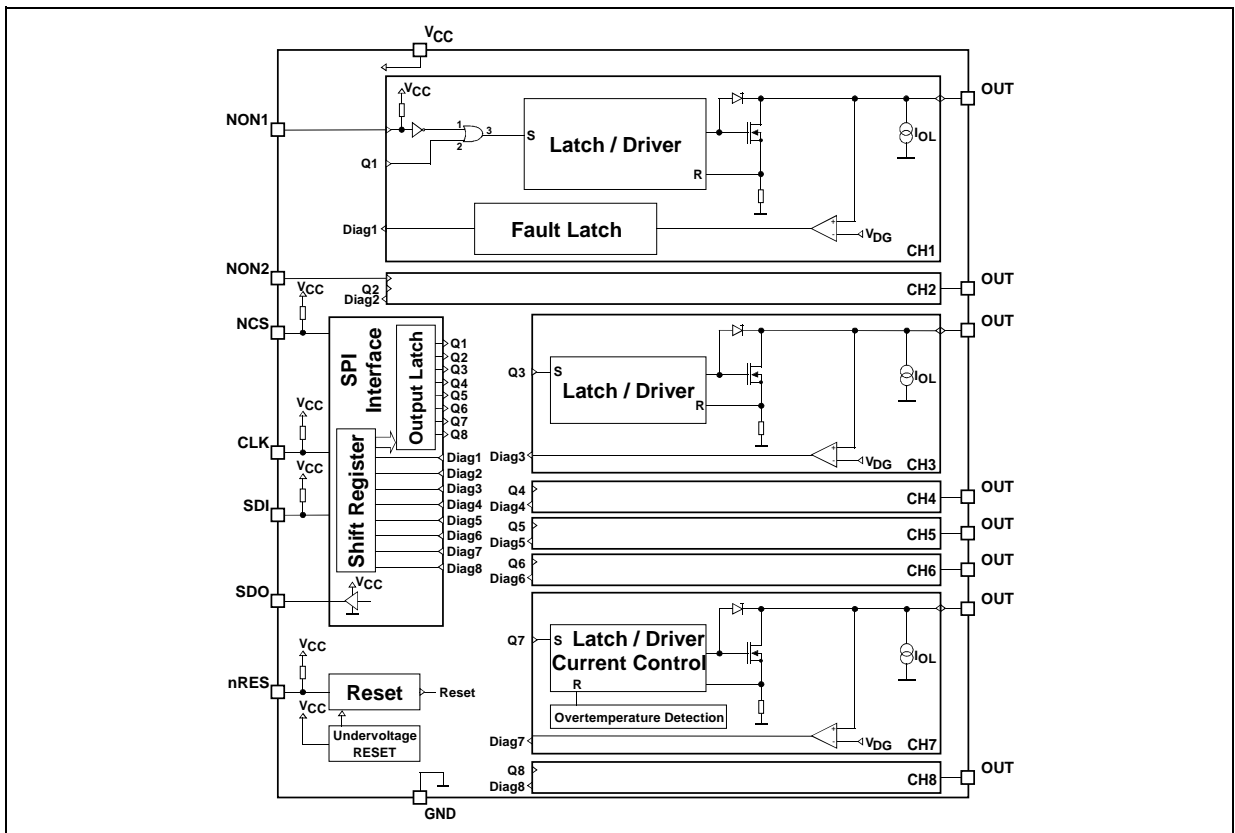 VCC
OUT
VCC
NON1
1
2
3
S
Latch / Driver
R
IOL
Q1
Diag1
Fault Latch
+
-
VDG
CH1
NON2
Q2
Diag2
CH2
OUT
VCC
NCS
SPI Interface
Output Latch
Q1
Q2
Q3
Q4
Q5
Q6
Q7
Q8
OUT
Q3
S
Latch / Driver
R
IOL
VCC
CLK
Shift Register
Diag1
Diag2
Diag3
Diag4
Diag5
Diag6
Diag7
Diag8
Diag3
+
-
VDG
CH3
VCC
SDI
Q4
Diag4
CH4
OUT
Q5
Diag5
CH5
OUT
Q6
Diag6
CH6
OUT
SDO
VCC
OUT
Q7
S
Latch / Driver
Current Control
R
Overtemperature Detection
IOL
VCC
nRES
Reset
Reset
VCC
Undervoltage
RESET
Diag7
+
-
VDG
CH7
Q8
Diag8
CH8
OUT
GND